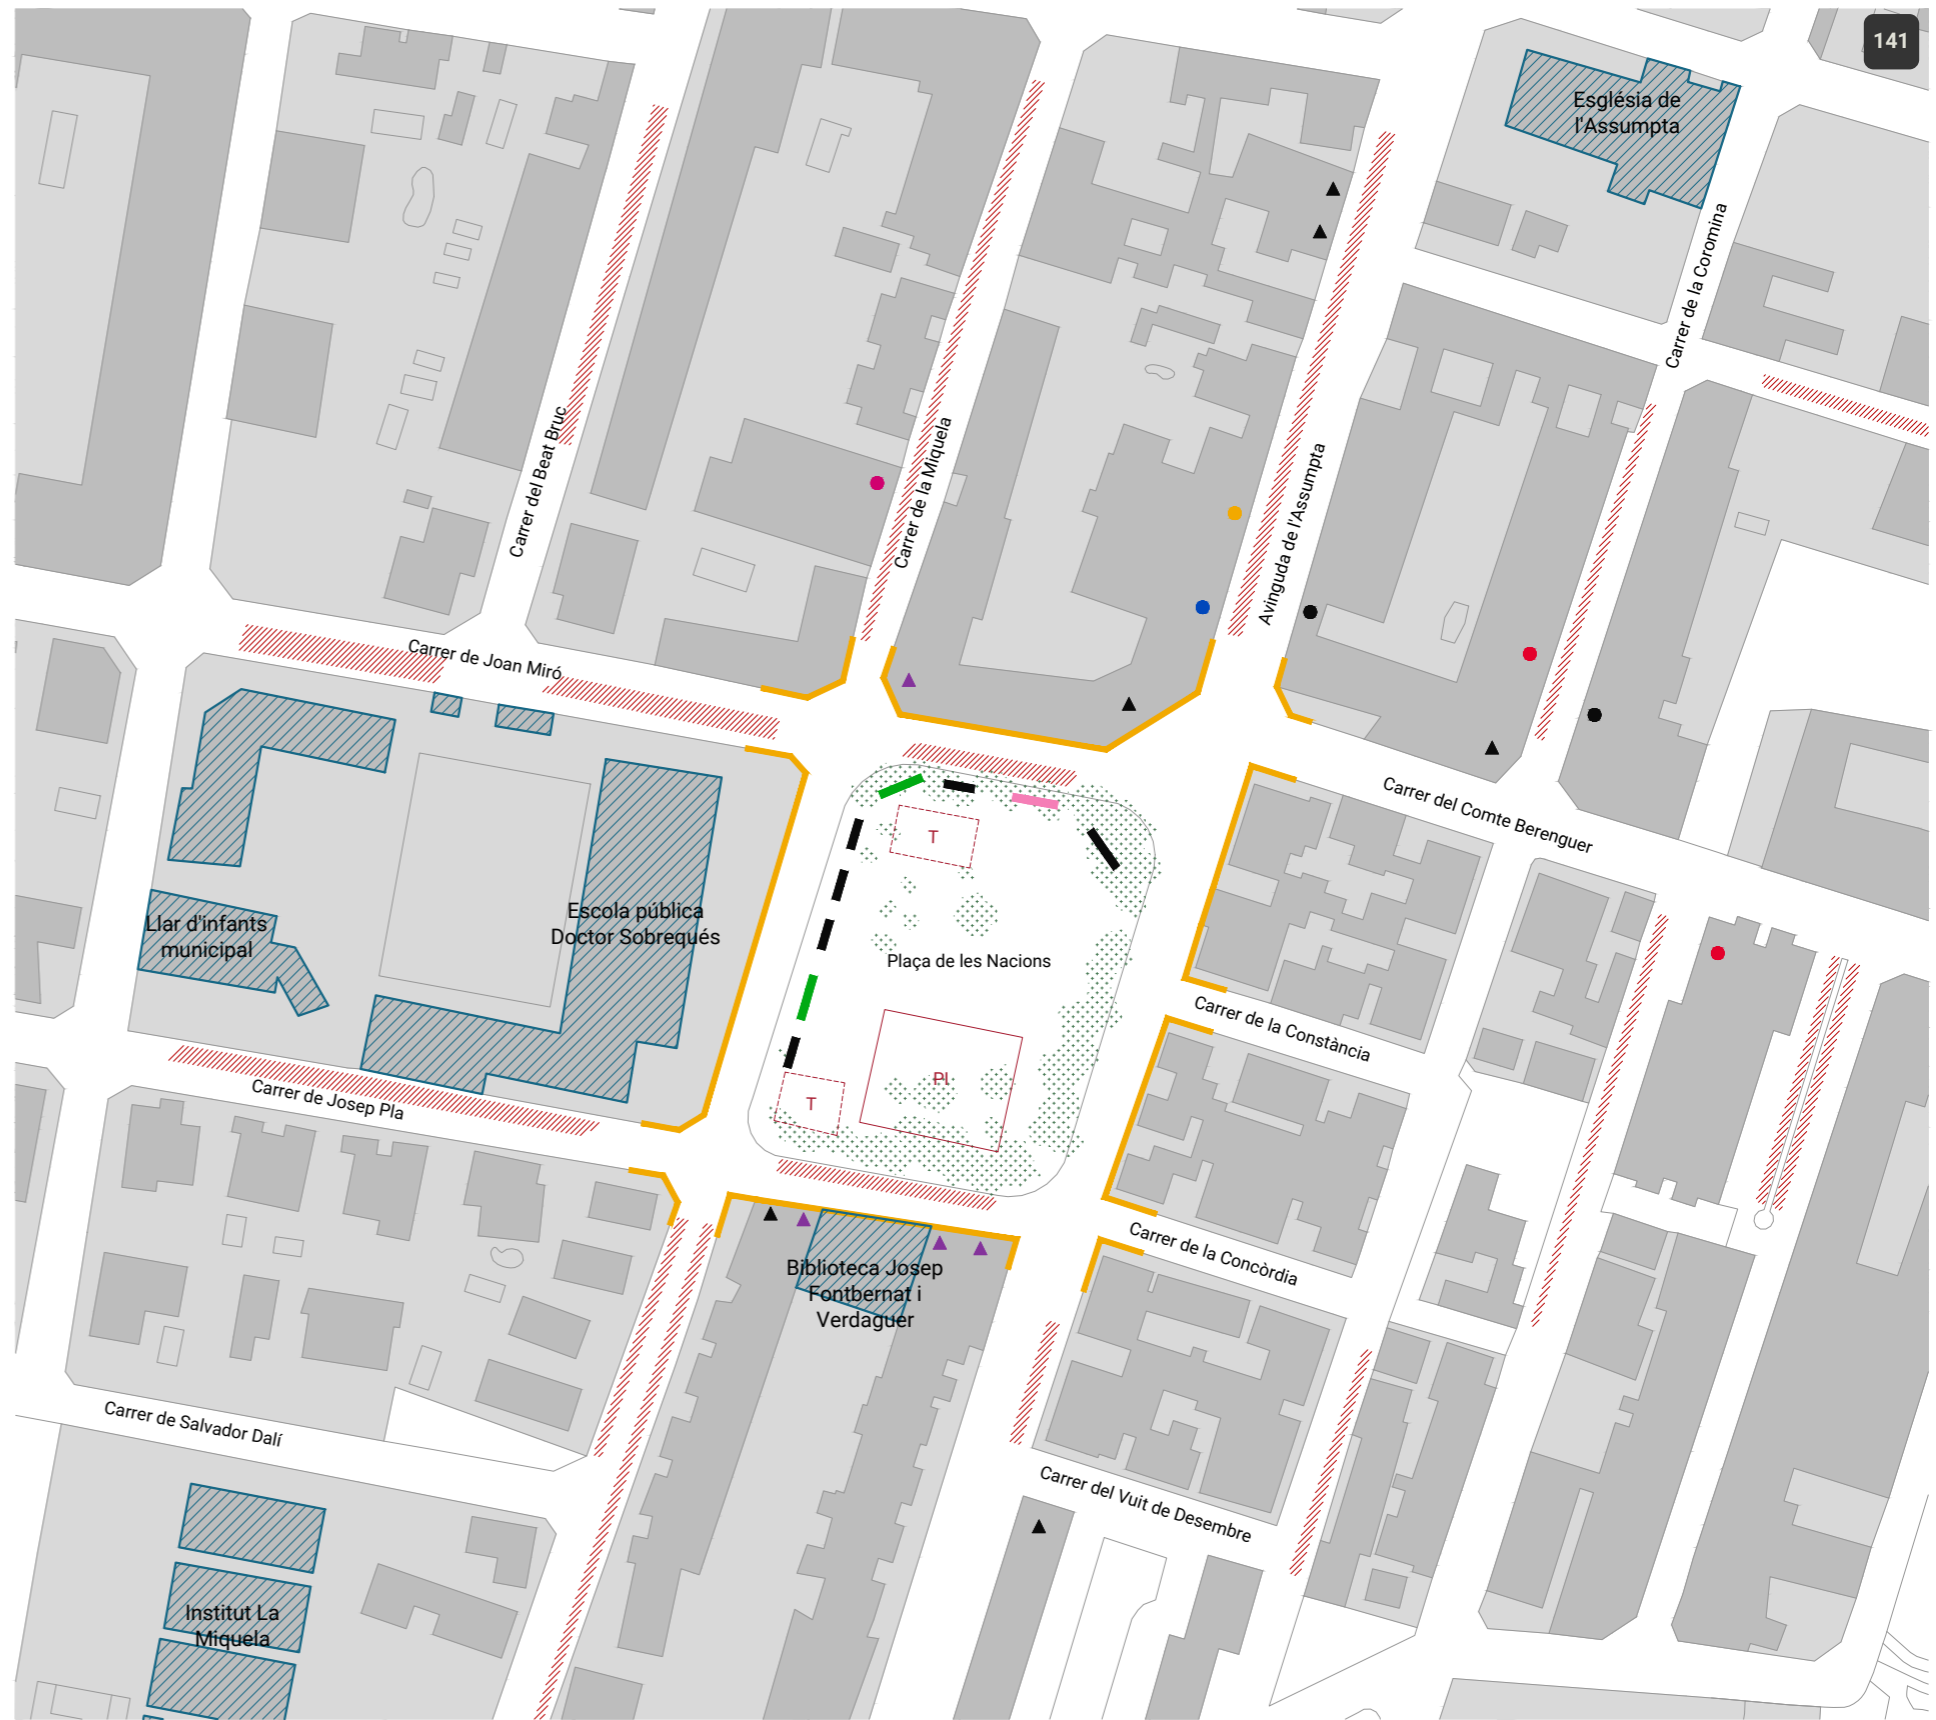 141
Església de
l'Assumpta
Carrer de la Coromina
Carrer del Beat Bruc
Carrer de la Miquela
Avinguda de l'Assumpta
Carrer de Joan Miró
Carrer del Comte Berenguer
T
Llar d'infants
municipal
Escola pública
Doctor Sobrequés
Plaça de les Nacions
Carrer de la Constància
PI
T
Carrer de Josep Pla
Carrer de la Concòrdia
Biblioteca Josep
Fontbernat i
Verdaguer
Carrer de Salvador Dalí
Carrer del Vuit de Desembre
Institut La
Miquela